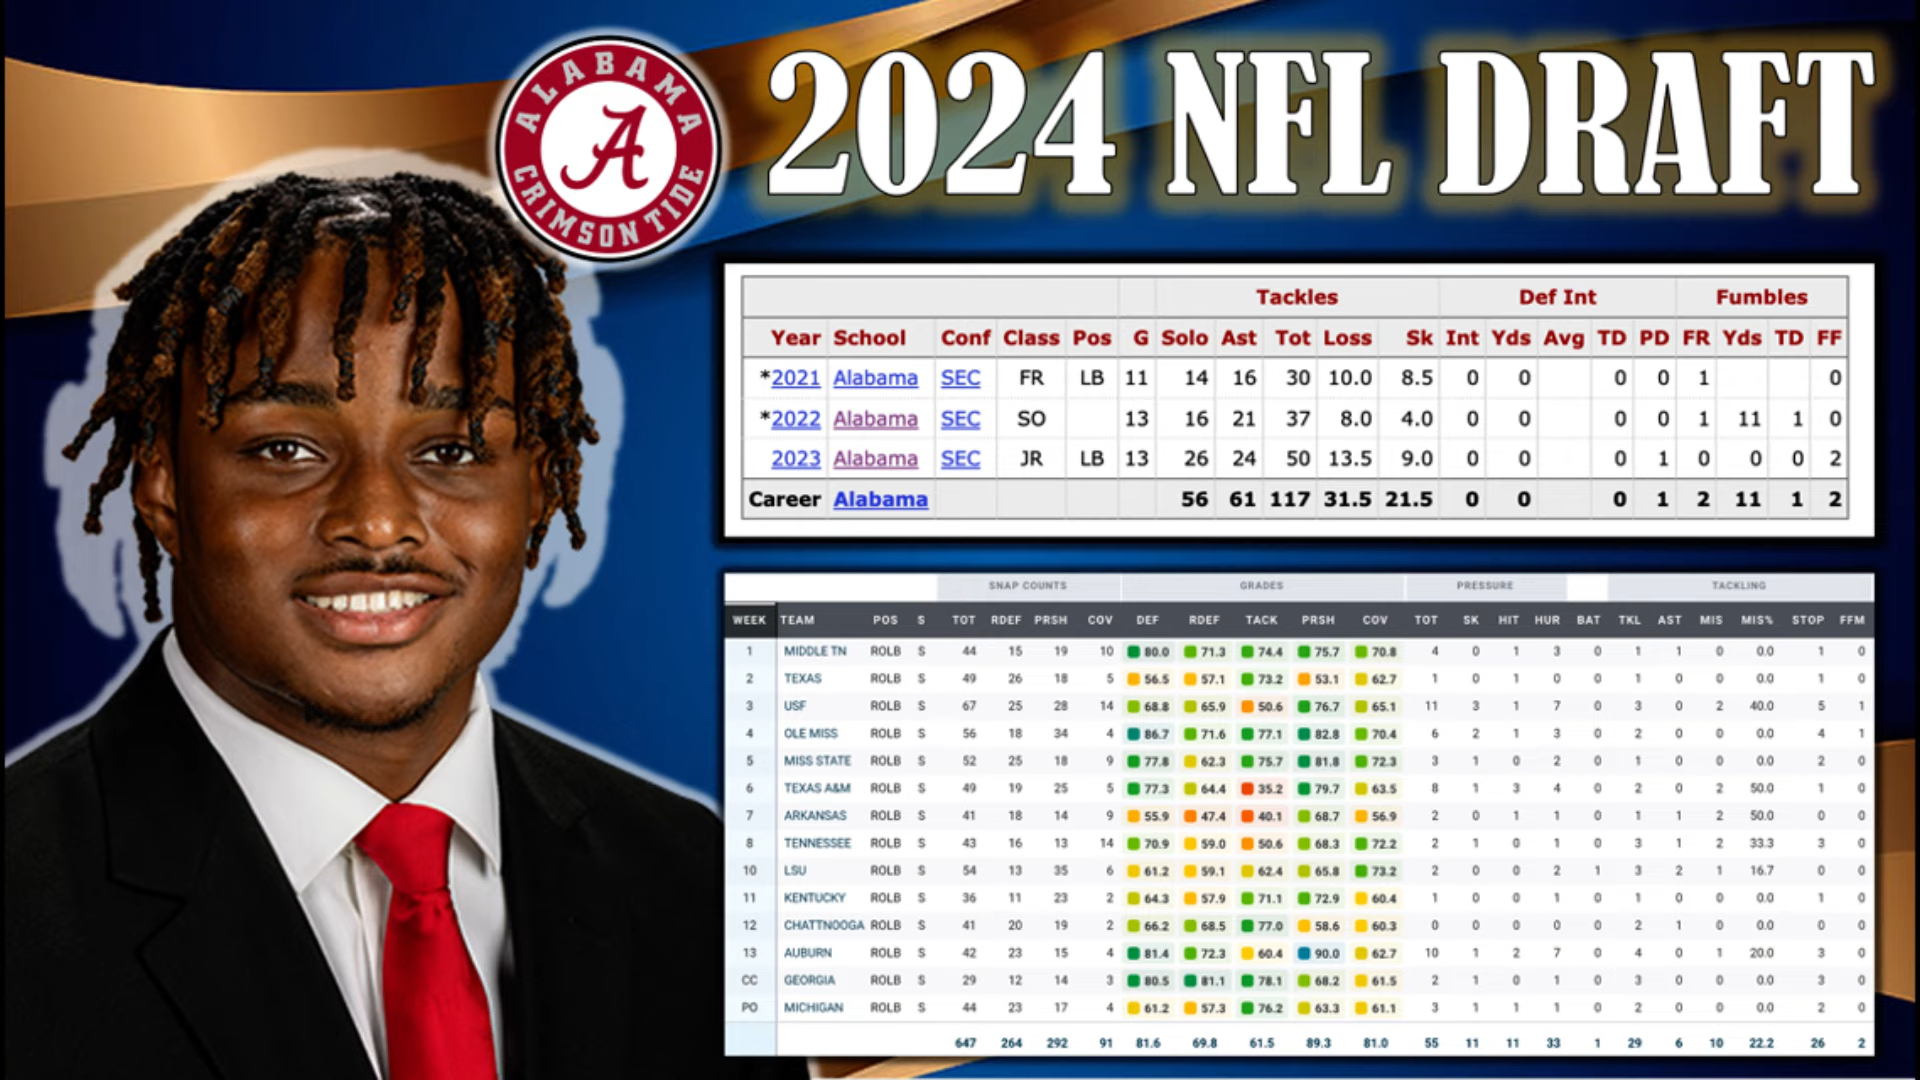 ALABAMA
A
CRIMSON TIDE
2024 NFL DRAFT
Tackles Def Int Fumbles
Year School Conf Class Pos G Solo Ast Tot Loss Sk Int Yds Avg TD PD FR Yds TD FF
*2021 Alabama SEC FR LB 11 14 16 30 10.0 8.5 0 0 0 0 1 0
*2022 Alabama SEC SO 13 16 21 37 8.0 4.0 0 0 0 0 1 11 1 0
2023 Alabama SEC JR LB 13 26 24 50 13.5 9.0 0 0 0 1 0 0 0 2
Career Alabama 56 61 117 31.5 21.5 0 0 0 1 2 11 1 2
SNAP COUNTS GRADES PRESSURE TACKLING
WEEK TEAM POS S TOT RDEF PRSH COV DEF RDEF TACK PRSH COV TOT SK HIT HUR BAT TKL AST MIS MIS% STOP FFM
1 MIDDLE TN ROLB S 44 15 19 10 80.0 71.3 74.4 75.7 70.8 4 0 1 3 0 1 1 0 0.0 1 0
2 TEXAS ROLB S 49 26 18 5 56.5 57.1 73.2 53.1 62.7 1 0 1 0 0 1 0 0 0.0 1 0
3 USF ROLB S 67 25 28 14 68.8 65.9 50.6 76.7 65.1 11 3 1 7 0 3 0 2 40.0 5 1
4 OLE MISS ROLB S 56 18 34 4 86.7 71.6 77.1 82.8 70.4 6 2 1 3 0 2 0 0 0.0 4 1
5 MISS STATE ROLB S 52 25 18 9 77.8 62.3 75.7 81.8 72.3 3 1 0 2 0 1 0 0 0.0 2 0
6 TEXAS A&M ROLB S 49 19 25 5 77.3 64.4 35.2 79.7 63.5 8 1 3 4 0 2 0 2 50.0 1 0
7 ARKANSAS ROLB S 41 18 14 9 55.9 47.4 40.1 68.7 56.9 2 0 1 1 0 1 1 2 50.0 0 0
8 TENNESSEE ROLB S 43 16 13 14 70.9 59.0 50.6 68.3 72.2 2 1 0 1 0 3 1 2 33.3 3 0
10 LSU ROLB S 54 13 35 6 61.2 59.1 62.4 65.8 73.2 2 0 0 2 1 3 2 1 16.7 0 0
11 KENTUCKY ROLB S 36 11 23 2 64.3 57.9 71.1 72.9 60.4 1 0 0 1 0 1 0 0 0.0 1 0
12 CHATTNOOGA ROLB S 41 20 19 2 66.2 68.5 77.0 58.6 60.3 0 0 0 0 0 2 1 0 0.0 0 0
13 AUBURN ROLB S 42 23 15 4 81.4 72.3 60.4 90.0 62.7 10 1 2 7 0 4 0 1 20.0 3 0
CC GEORGIA ROLB S 29 12 14 3 80.5 81.1 78.1 68.2 61.5 2 1 0 1 0 3 0 0 0.0 3 0
PO MICHIGAN ROLB S 44 23 17 4 61.2 57.3 76.2 63.3 61.1 3 1 1 1 0 2 0 0 0.0 2 0
647 264 292 91 81.6 69.8 61.5 89.3 81.0 55 11 11 33 1 29 6 10 22.2 26 2